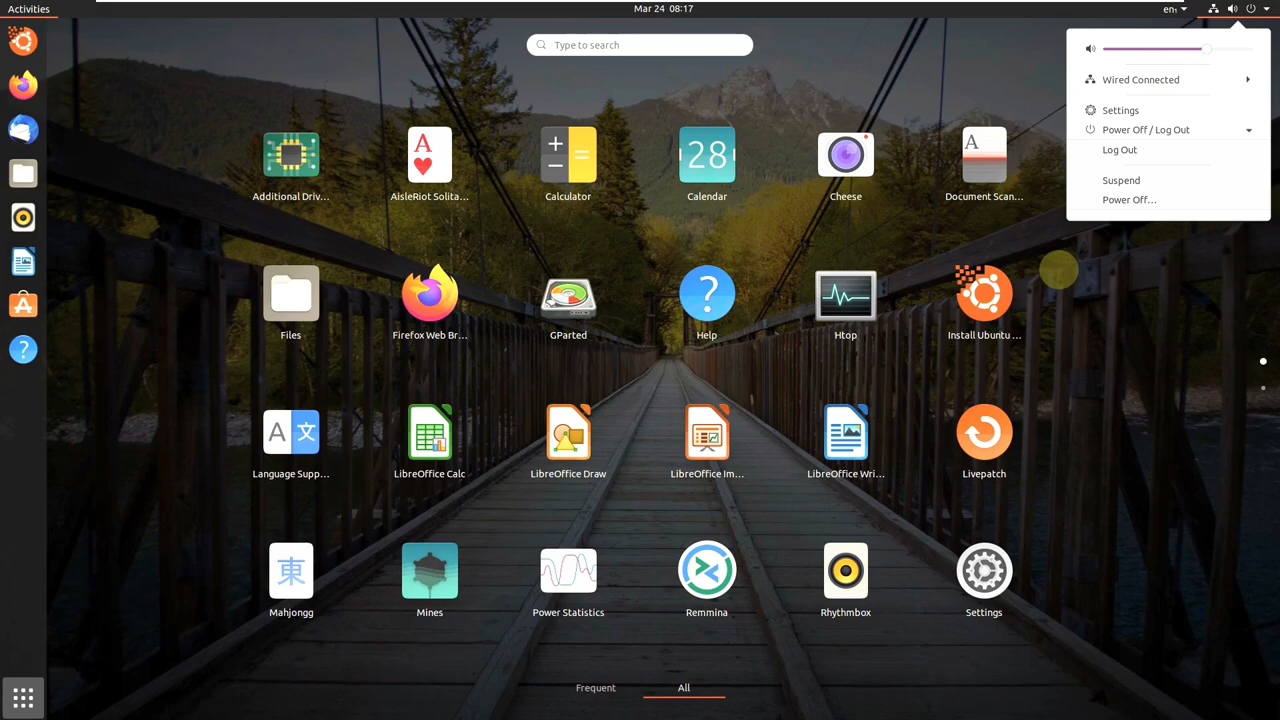 Activities
Mar 24 08:17
en₁
Type to search
Wired Connected
Settings
Power Off / Log Out
Log Out
Suspend
Power Off...
Additional Driv...
AisleRiot Solita...
Calculator
28
Calendar
Cheese
A
Document Scan...
Files
Firefox Web Br...
GParted
?
Help
Htop
Install Ubuntu ...
A 文
Language Supp...
LibreOffice Calc
LibreOffice Draw
LibreOffice Im...
LibreOffice Wri...
Livepatch
東
Mahjongg
Mines
Power Statistics
Remmina
Rhythmbox
Settings
Frequent
All